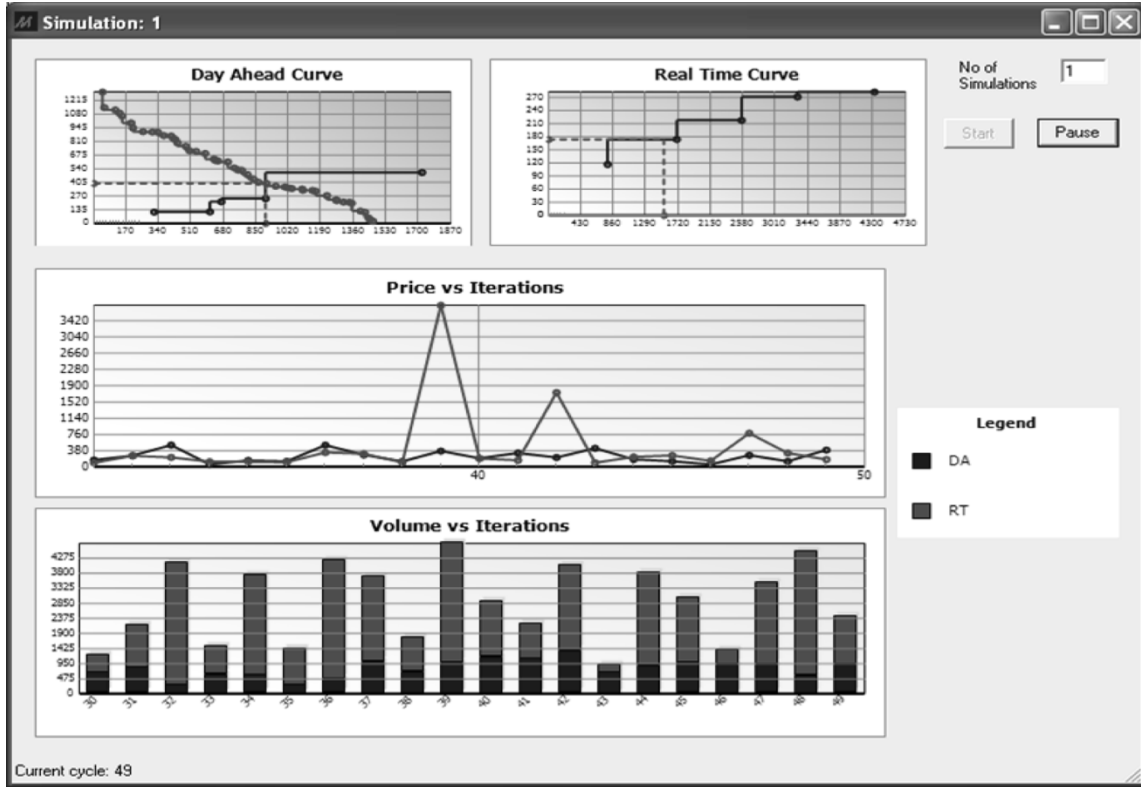 Simulation: 1
Day Ahead Curve
1215
1080
945
810
675
540
405
270
135
0
170 340 510 680 850 1020 1190 1360 1530 1700 1870
Real Time Curve
270
240
210
180
150
120
90
60
30
0
430 860 1290 1720 2150 2580 3010 3440 3870 4300 4730
No of
Simulations
1
Start
Pause
Price vs Iterations
3420
3040
2660
2280
1900
1520
1140
760
380
0
40 50
Legend
DA
RT
Volume vs Iterations
4275
3800
3325
2850
2375
1900
1425
950
475
0
30 31 32 33 34 35 36 37 38 39 40 41 42 43 44 45 46 47 48 49
Current cycle: 49